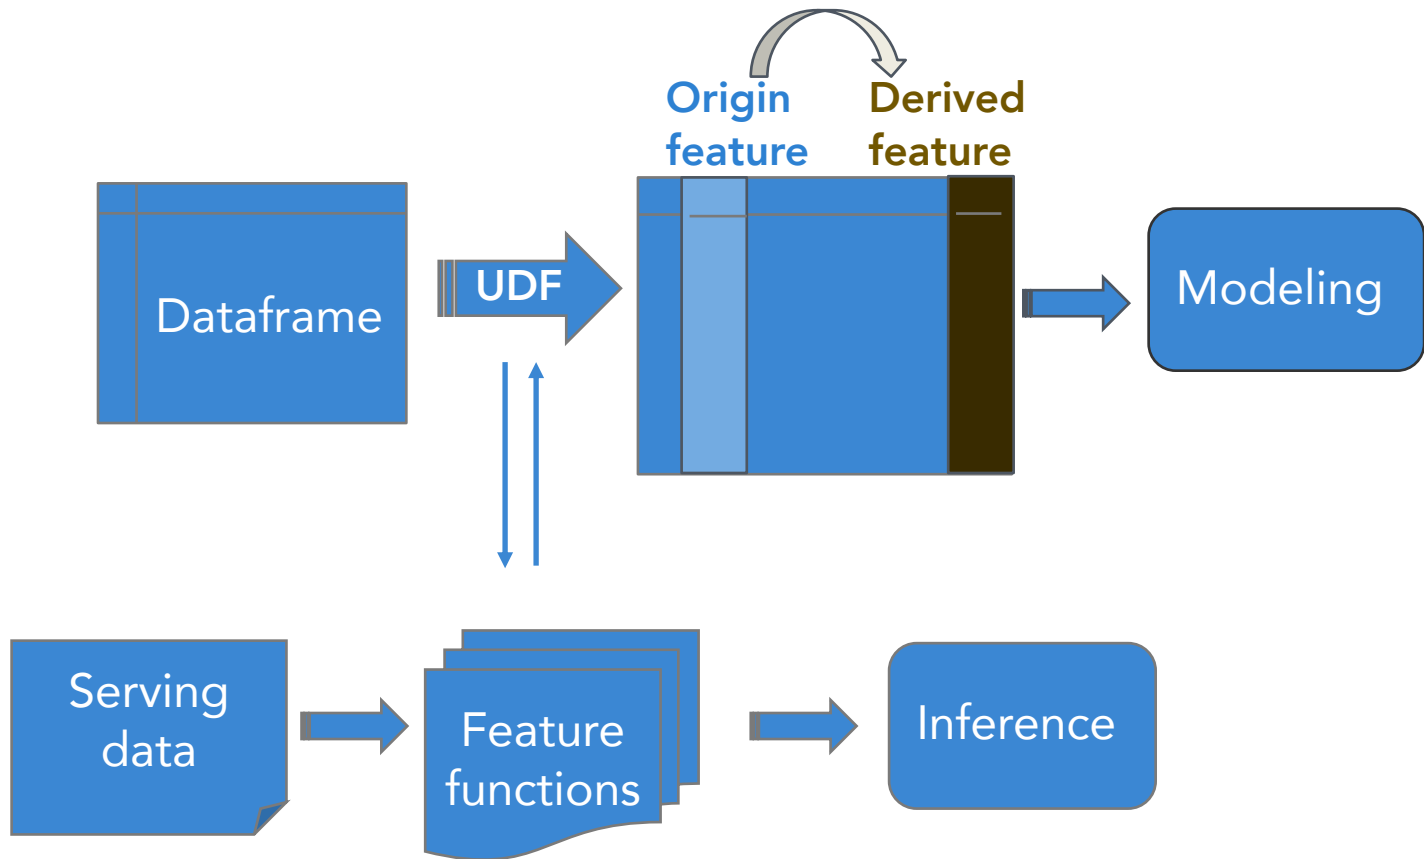 Origin
feature
Derived
feature
Dataframe
UDF
Modeling
Serving
data
Feature
functions
Inference